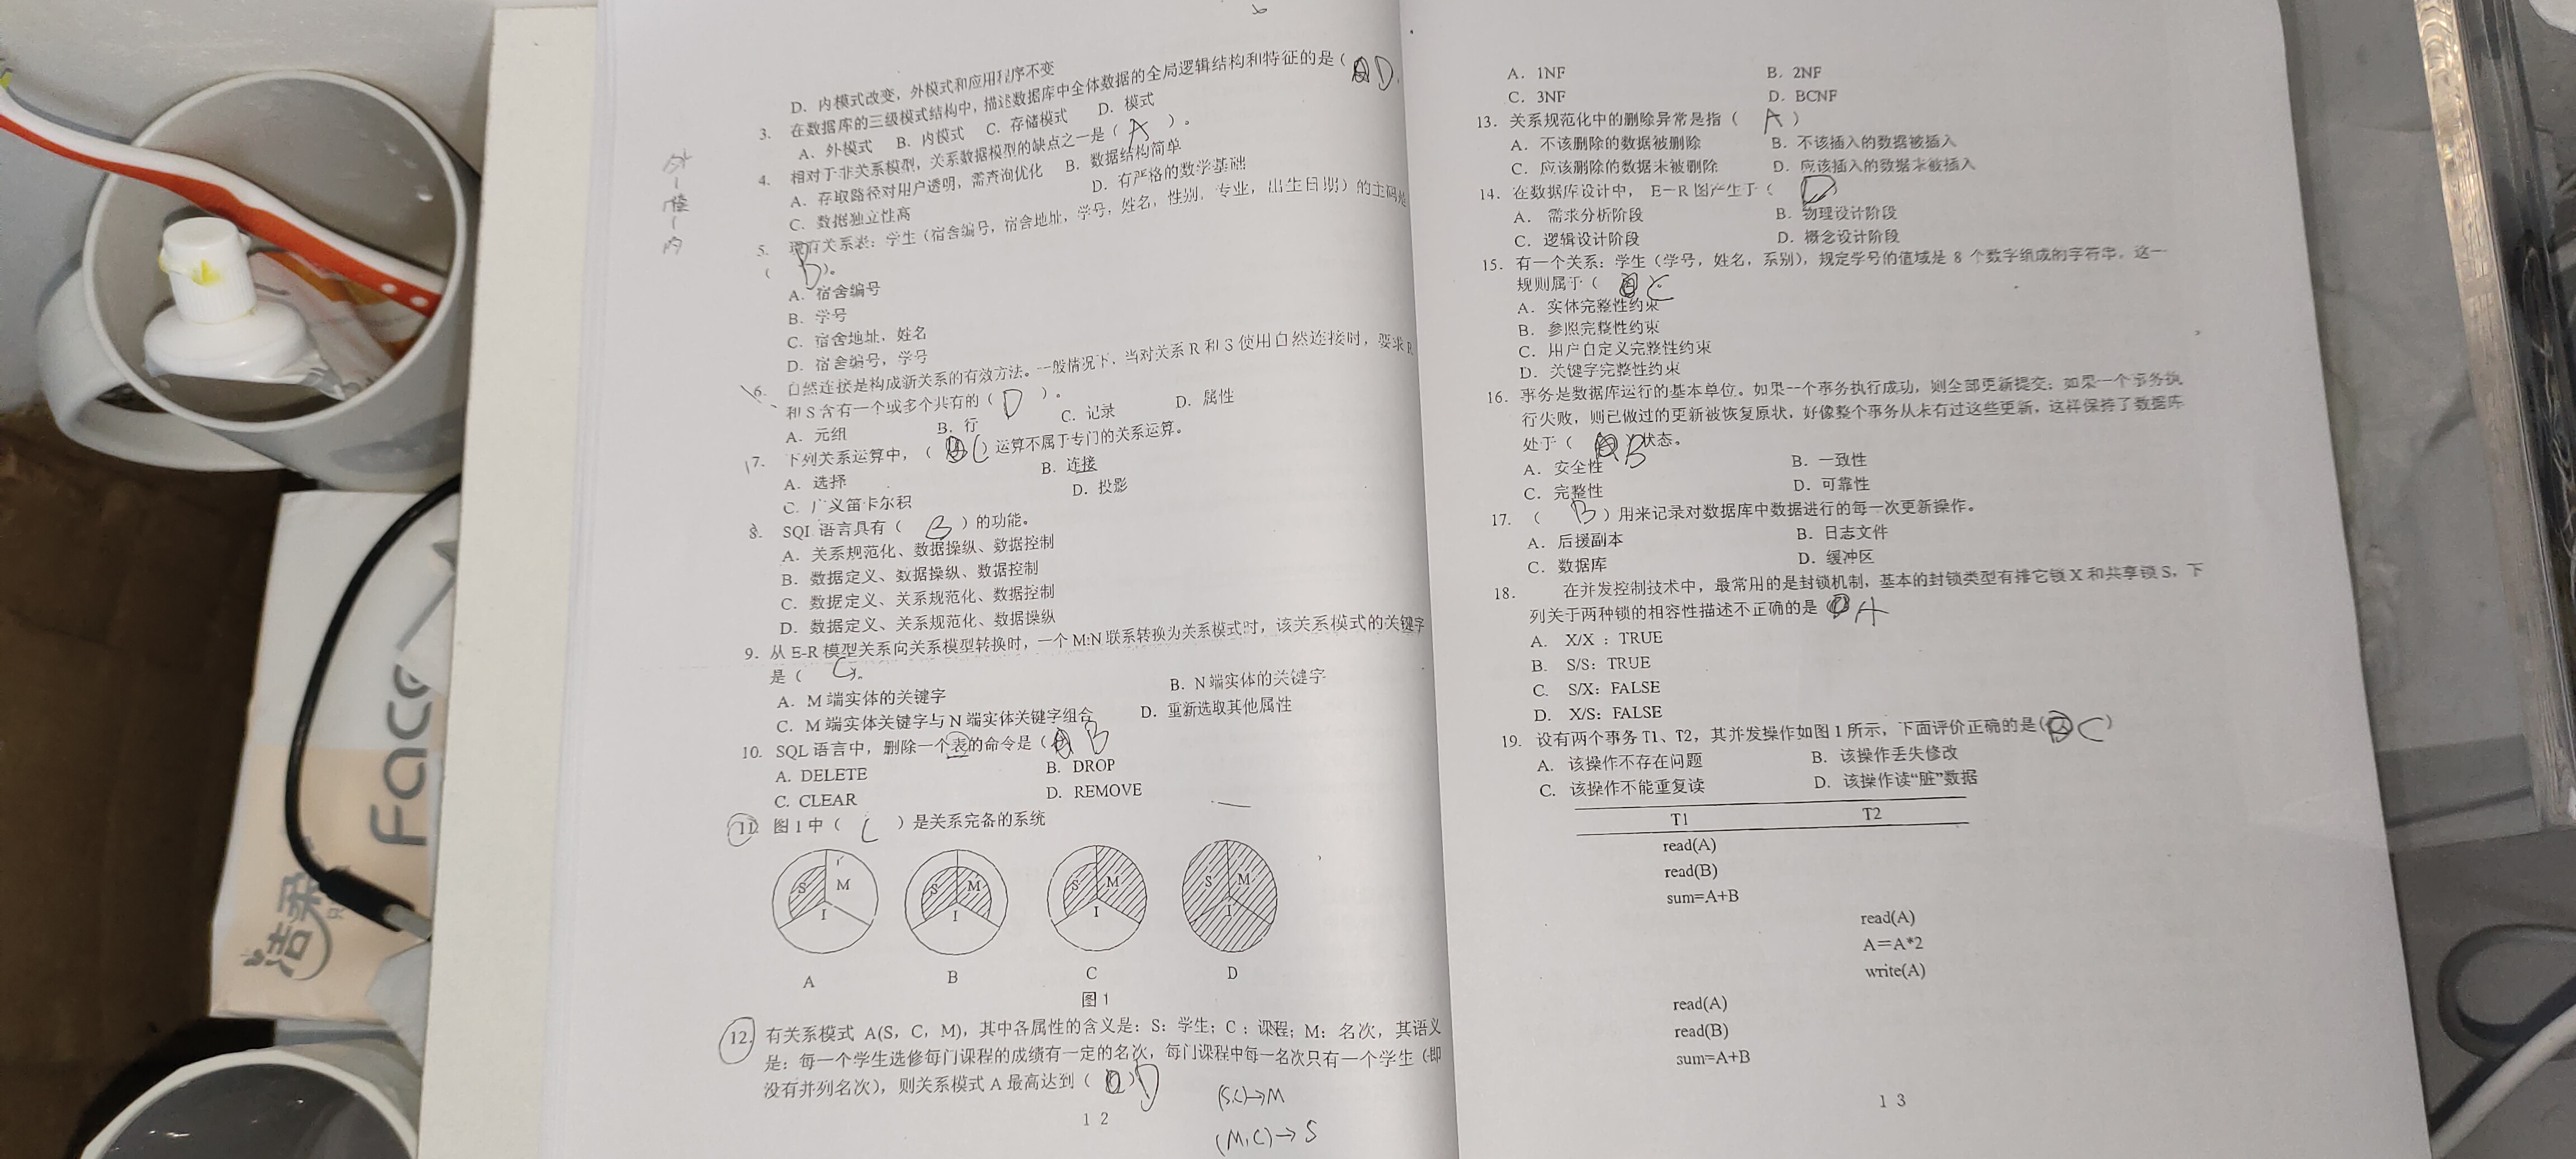 D. 内模式改变，外模式和应用程序不变
3. 在数据库的三级模式结构中，描述数据库中全体数据的全局逻辑结构和特征的是（ D
A. 外模式 B. 内模式 C. 存储模式 D. 模式
4. 相对于非关系模型，关系数据模型的缺点之一是（ A ）。
A. 存取路径对用户透明，需查询优化 B. 数据结构简单
C. 数据独立性高 D. 有严格的数学基础
5. 现有关系表：学生（宿舍编号，宿舍地址，学号，姓名，性别，专业，出生日期）的主码是
（ B ）。
A. 宿舍编号
B. 学号
C. 宿舍地址，姓名
D. 宿舍编号，学号
6. 自然连接是构成新关系的有效方法。一般情况下，当对关系 R 和 S 使用自然连接时，要求 R
和 S 含有一个或多个共有的（ D ）。
A. 元组 B. 行 C. 记录 D. 属性
7. 下列关系运算中，（ C ）运算不属于专门的关系运算。
A. 选择 B. 连接
C. 广义笛卡尔积 D. 投影
8. SQL 语言具有（ B ）的功能。
A. 关系规范化、数据操纵、数据控制
B. 数据定义、数据操纵、数据控制
C. 数据定义、关系规范化、数据控制
D. 数据定义、关系规范化、数据操纵
9. 从 E-R 模型关系向关系模型转换时，一个 M:N 联系转换为关系模式时，该关系模式的关键字
是（ C ）。
A. M 端实体的关键字 B. N 端实体的关键字
C. M 端实体关键字与 N 端实体关键字组合 D. 重新选取其他属性
10. SQL 语言中，删除一个表的命令是（ B
A. DELETE B. DROP
C. CLEAR D. REMOVE
11. 图 1 中（ C ）是关系完备的系统
S M I
S M I
S M I
S M I
A B C D
图 1
12. 有关系模式 A(S，C，M)，其中各属性的含义是：S：学生；C：课程；M：名次，其语义
是：每一个学生选修每门课程的成绩有一定的名次，每门课程中每一名次只有一个学生（即
没有并列名次），则关系模式 A 最高达到（ ）D
(S,C)→M
(M,C)→S
12
外
模
内
A. 1NF B. 2NF
C. 3NF D. BCNF
13. 关系规范化中的删除异常是指（ A ）
A. 不该删除的数据被删除 B. 不该插入的数据被插入
C. 应该删除的数据未被删除 D. 应该插入的数据未被插入
14. 在数据库设计中， E－R 图产生于（ D
A. 需求分析阶段 B. 物理设计阶段
C. 逻辑设计阶段 D. 概念设计阶段
15. 有一个关系：学生（学号，姓名，系别），规定学号的值域是 8 个数字组成的字符串，这一
规则属于（ C
A. 实体完整性约束
B. 参照完整性约束
C. 用户自定义完整性约束
D. 关键字完整性约束
16. 事务是数据库运行的基本单位。如果一个事务执行成功，则全部更新提交；如果一个事务执
行失败，则已做过的更新被恢复原状，好像整个事务从未有过这些更新，这样保持了数据库
处于（ B ）状态。
A. 安全性 B. 一致性
C. 完整性 D. 可靠性
17. （ B ）用来记录对数据库中数据进行的每一次更新操作。
A. 后援副本 B. 日志文件
C. 数据库 D. 缓冲区
18. 在并发控制技术中，最常用的是封锁机制，基本的封锁类型有排它锁 X 和共享锁 S，下
列关于两种锁的相容性描述不正确的是 A
A. X/X ：TRUE
B. S/S：TRUE
C. S/X：FALSE
D. X/S：FALSE
19. 设有两个事务 T1、T2，其并发操作如图 1 所示，下面评价正确的是( C )
A. 该操作不存在问题 B. 该操作丢失修改
C. 该操作不能重复读 D. 该操作读“脏”数据
T1 T2
read(A)
read(B)
sum=A+B
read(A)
A＝A*2
write(A)
read(A)
read(B)
sum=A+B
13
Face
洁柔